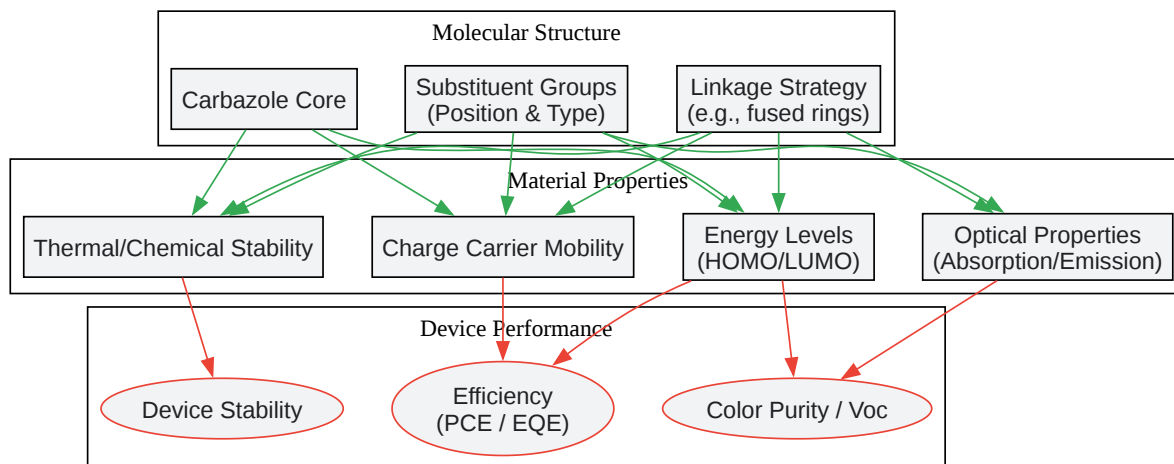 Molecular Structure
Carbazole Core
Substituent Groups
(Position & Type)
Linkage Strategy
(e.g., fused rings)
Material Properties
Thermal/Chemical Stability
Charge Carrier Mobility
Energy Levels
(HOMO/LUMO)
Optical Properties
(Absorption/Emission)
Device Performance
Device Stability
Efficiency
(PCE / EQE)
Color Purity / Voc